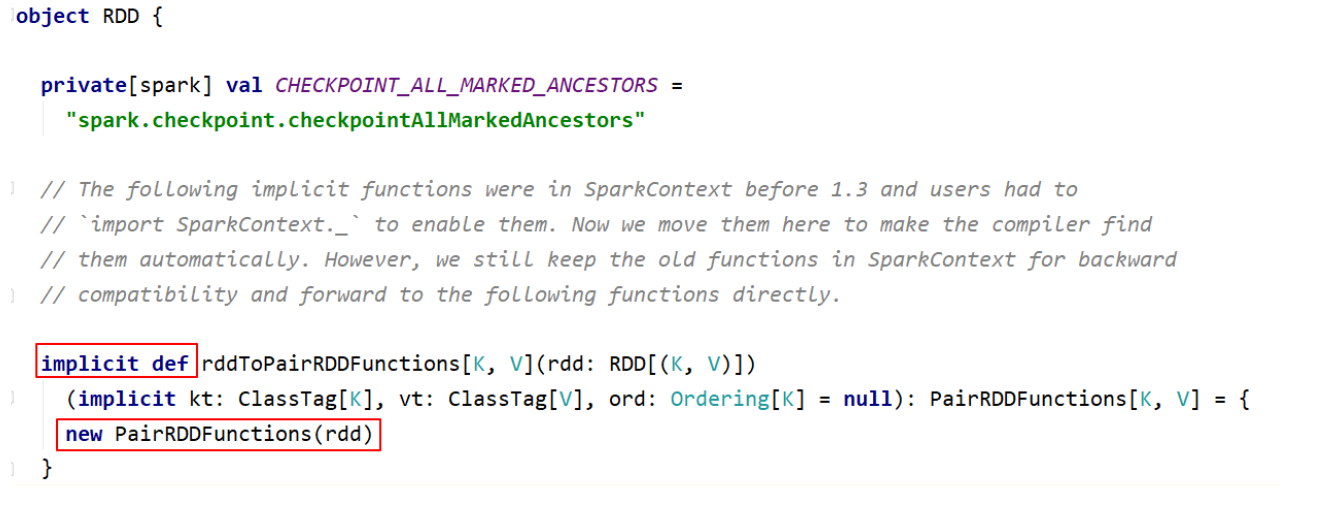 object RDD {
private[spark] val CHECKPOINT_ALL_MARKED_ANCESTORS =
"spark.checkpoint.checkpointAllMarkedAncestors"
// The following implicit functions were in SparkContext before 1.3 and users had to
// `import SparkContext._` to enable them. Now we move them here to make the compiler find
// them automatically. However, we still keep the old functions in SparkContext for backward
// compatibility and forward to the following functions directly.
implicit def rddToPairRDDFunctions[K, V](rdd: RDD[(K, V)])
(implicit kt: ClassTag[K], vt: ClassTag[V], ord: Ordering[K] = null): PairRDDFunctions[K, V] = {
new PairRDDFunctions(rdd)
}